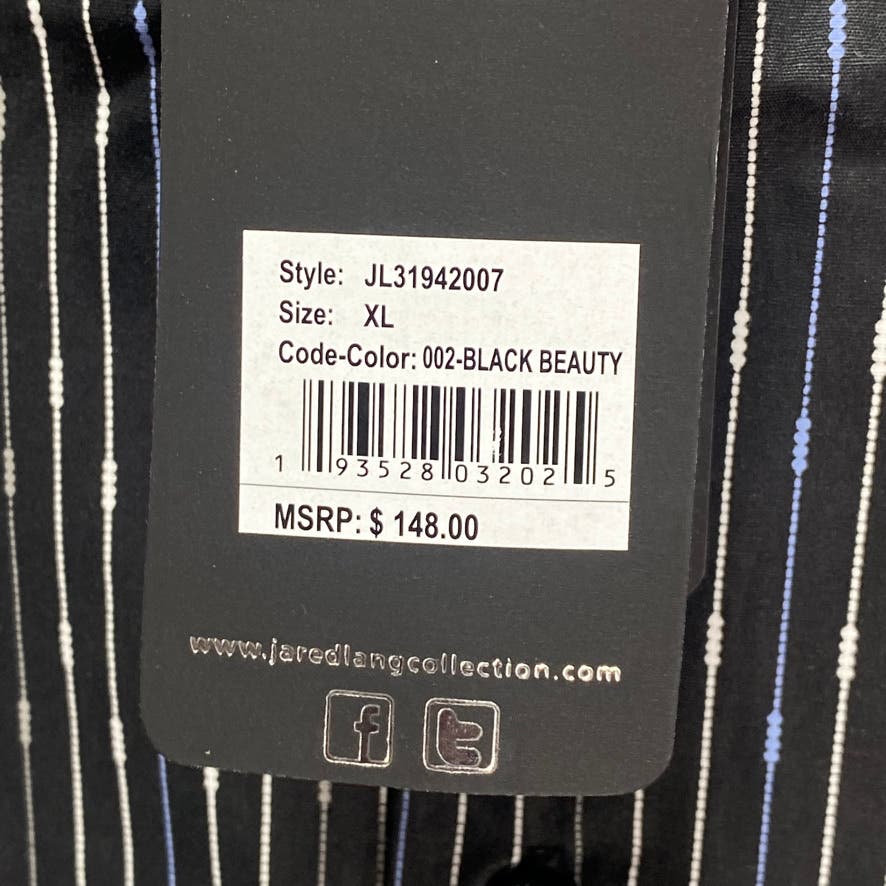 Style: JL31942007
Size: XL
Code-Color: 002-BLACK BEAUTY
1 93528 03202 5
MSRP: $ 148.00
www.jaredlangcollection.com
f t